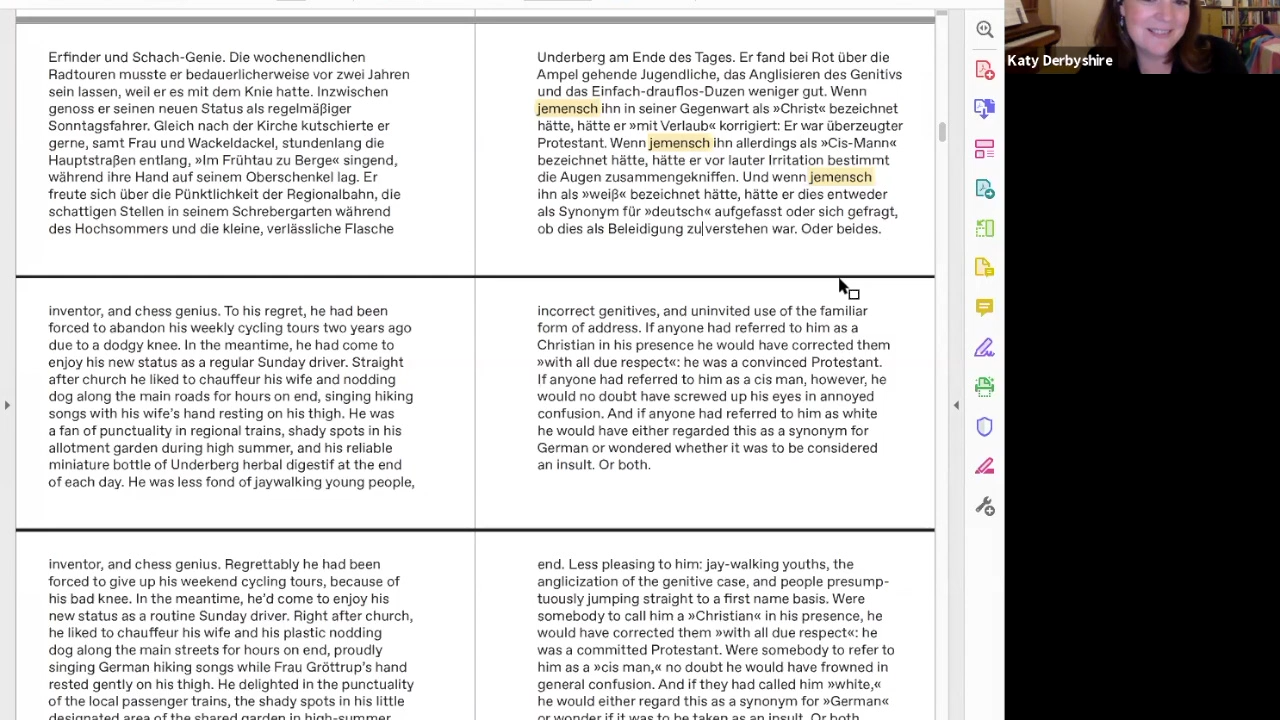 Erfinder und Schach-Genie. Die wochenendlichen
Radtouren musste er bedauerlicherweise vor zwei Jahren
sein lassen, weil er es mit dem Knie hatte. Inzwischen
genoss er seinen neuen Status als regelmäßiger
Sonntagsfahrer. Gleich nach der Kirche kutschierte er
gerne, samt Frau und Wackeldackel, stundenlang die
Hauptstraßen entlang, »Im Frühtau zu Berge« singend,
während ihre Hand auf seinem Oberschenkel lag. Er
freute sich über die Pünktlichkeit der Regionalbahn, die
schattigen Stellen in seinem Schrebergarten während
des Hochsommers und die kleine, verlässliche Flasche
Underberg am Ende des Tages. Er fand bei Rot über die
Ampel gehende Jugendliche, das Anglisieren des Genitivs
und das Einfach-drauflos-Duzen weniger gut. Wenn
jemensch ihn in seiner Gegenwart als »Christ« bezeichnet
hätte, hätte er »mit Verlaub« korrigiert: Er war überzeugter
Protestant. Wenn jemensch ihn allerdings als »Cis-Mann«
bezeichnet hätte, hätte er vor lauter Irritation bestimmt
die Augen zusammengekniffen. Und wenn jemensch
ihn als »weiß« bezeichnet hätte, hätte er dies entweder
als Synonym für »deutsch« aufgefasst oder sich gefragt,
ob dies als Beleidigung zu verstehen war. Oder beides.
inventor, and chess genius. To his regret, he had been
forced to abandon his weekly cycling tours two years ago
due to a dodgy knee. In the meantime, he had come to
enjoy his new status as a regular Sunday driver. Straight
after church he liked to chauffeur his wife and nodding
dog along the main roads for hours on end, singing hiking
songs with his wife's hand resting on his thigh. He was
a fan of punctuality in regional trains, shady spots in his
allotment garden during high summer, and his reliable
miniature bottle of Underberg herbal digestif at the end
of each day. He was less fond of jaywalking young people,
incorrect genitives, and uninvited use of the familiar
form of address. If anyone had referred to him as a
Christian in his presence he would have corrected them
»with all due respect«: he was a convinced Protestant.
If anyone had referred to him as a cis man, however, he
would no doubt have screwed up his eyes in annoyed
confusion. And if anyone had referred to him as white
he would have either regarded this as a synonym for
German or wondered whether it was to be considered
an insult. Or both.
inventor, and chess genius. Regrettably he had been
forced to give up his weekend cycling tours, because of
his bad knee. In the meantime, he'd come to enjoy his
new status as a routine Sunday driver. Right after church,
he liked to chauffeur his wife and his plastic nodding
dog along the main streets for hours on end, proudly
singing German hiking songs while Frau Gröttrup's hand
rested gently on his thigh. He delighted in the punctuality
of the local passenger trains, the shady spots in his little
designated area of the shared garden in high-summer
end. Less pleasing to him: jay-walking youths, the
anglicization of the genitive case, and people presump-
tuously jumping straight to a first name basis. Were
somebody to call him a »Christian« in his presence, he
would have corrected them »with all due respect«: he
was a committed Protestant. Were somebody to refer to
him as a »cis man,« no doubt he would have frowned in
general confusion. And if they had called him »white,«
he would either regard this as a synonym for »German«
or wonder if it was to be taken as an insult. Or both
Katy Derbyshire